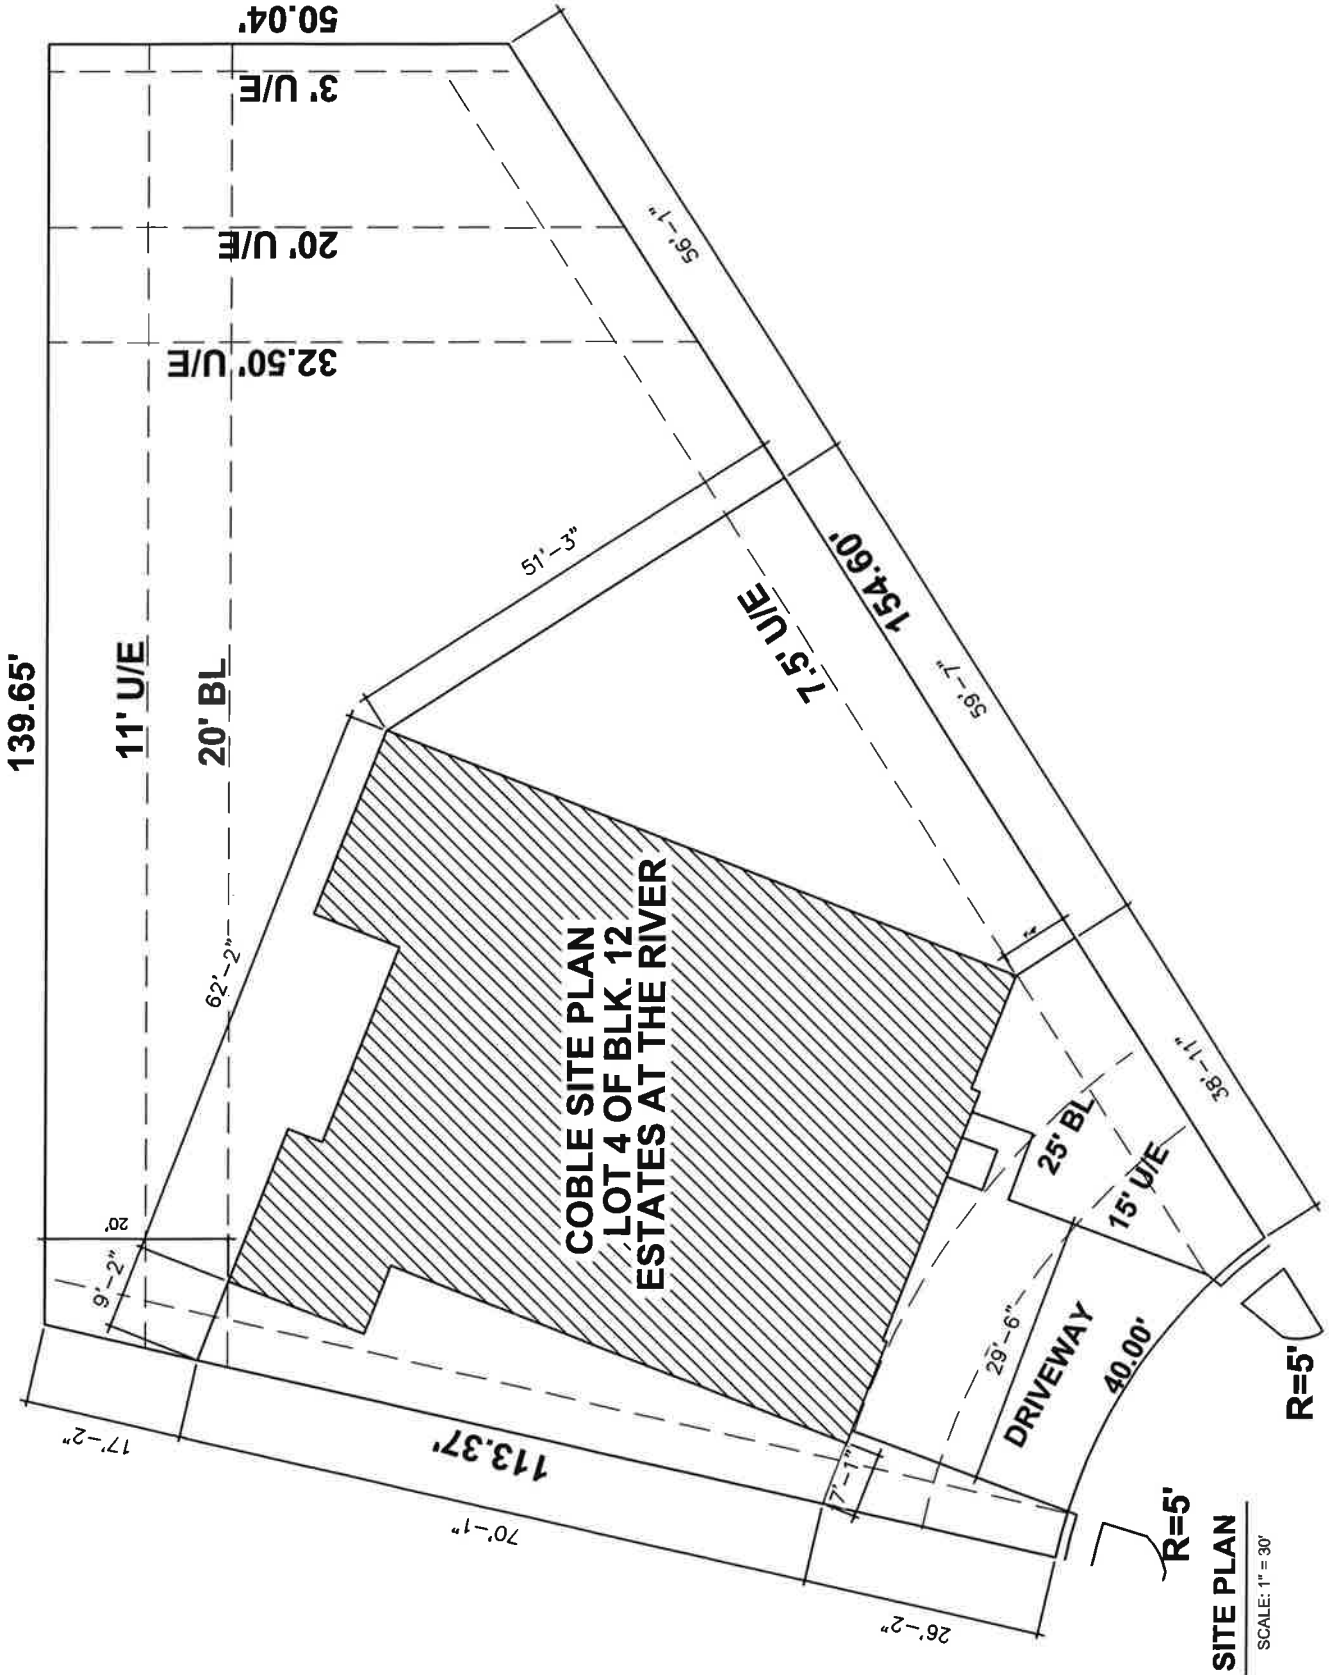 50.04'
3' U/E
20' U/E
32.50' U/E
139.65'
11' U/E
20' BL
56'-1"
51'-3"
154.60'
7.5' U/E
59'-7"
62'-2"
COBLE SITE PLAN
LOT 4 OF BLK. 12
ESTATES AT THE RIVER
38'-11"
25' BL
15' U/E
20'
9'-2"
29'-6"
DRIVEWAY
40.00'
R=5'
17'-2"
113.37'
70'-1"
7'-1"
26'-2"
R=5'
SITE PLAN
SCALE: 1" = 30'